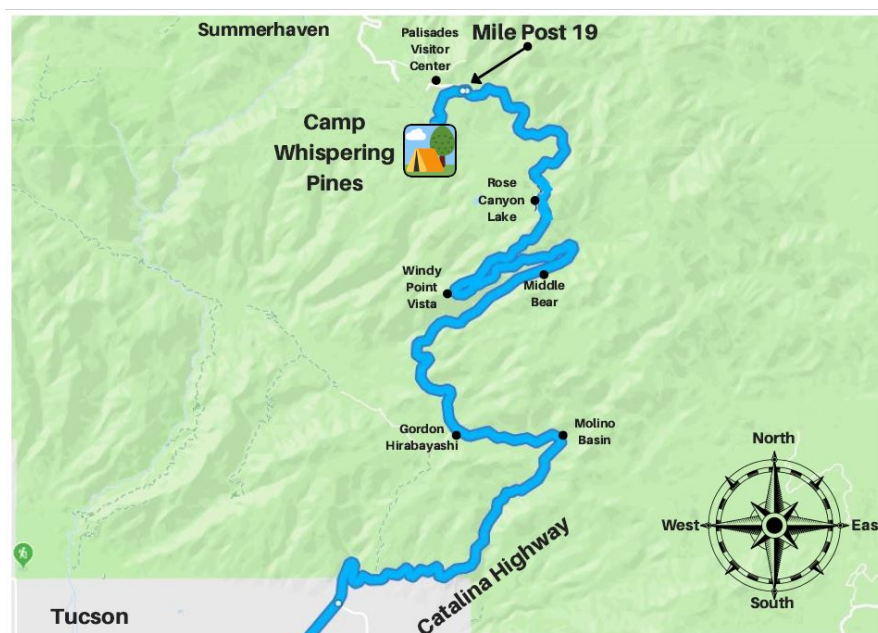 Summerhaven
Palisades
Visitor
Center
Mile Post 19
Camp
Whispering
Pines
Rose
Canyon
Lake
Windy
Point
Vista
Middle
Bear
Gordon
Hirabayashi
Molino
Basin
North
West
East
South
Catalina Highway
Tucson